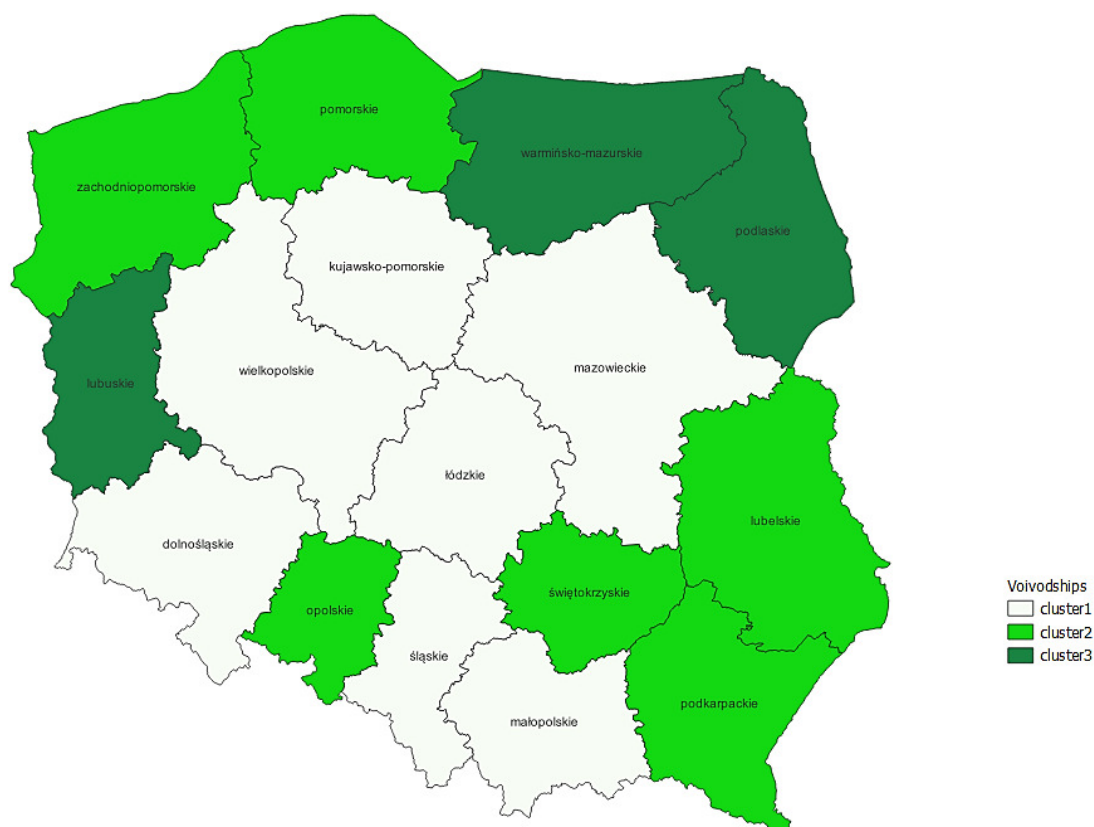 pomorskie
warmińsko-mazurskie
zachodniopomorskie
podlaskie
kujawsko-pomorskie
wielkopolskie
mazowieckie
lubuskie
łódzkie
lubelskie
dolnośląskie
świętokrzyskie
opolskie
śląskie
podkarpackie
małopolskie
Voivodships
cluster1
cluster2
cluster3